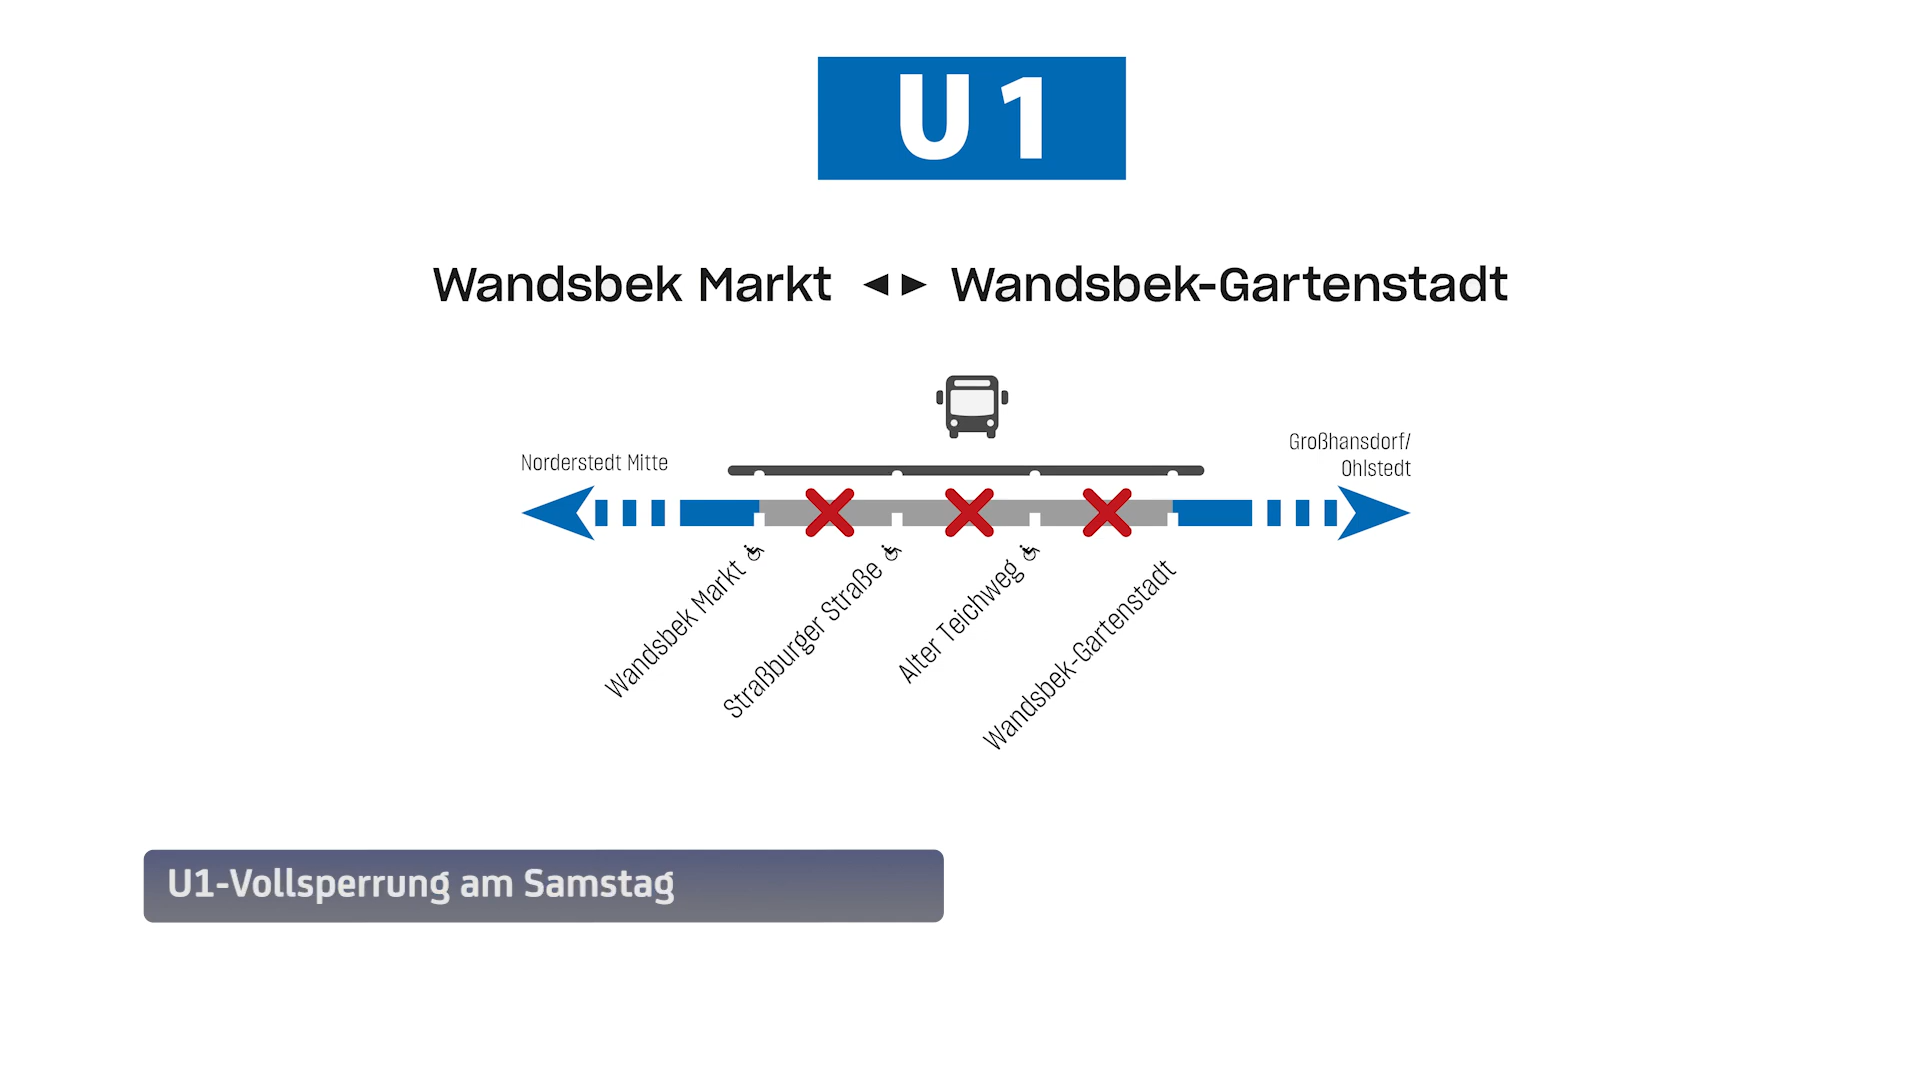 U1
Wandsbek Markt ◄► Wandsbek-Gartenstadt
Norderstedt Mitte
Großhansdorf/
Ohlstedt
Wandsbek Markt
Straßburger Straße
Alter Teichweg
Wandsbek-Gartenstadt
U1-Vollsperrung am Samstag